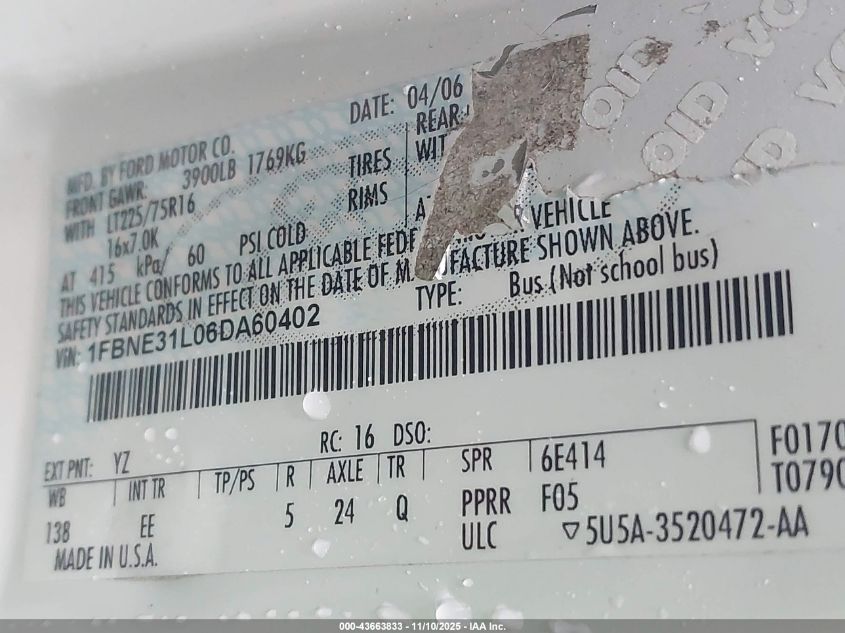 DATE: 04/06
MFD. BY FORD MOTOR CO.
REAR
FRONT GAWR: 3900LB 1769KG
WITH LT225/75R16 TIRES WIT
16x7.0K RIMS
AT 415 kPa/ 60 PSI COLD A
THIS VEHICLE CONFORMS TO ALL APPLICABLE FEDE R VEHICLE
SAFETY STANDARDS IN EFFECT ON THE DATE OF M FACTURE SHOWN ABOVE.
VIN: 1FBNE31L06DA60402
TYPE: Bus (Not school bus)
EXT PNT: YZ RC: 16 DSO:
WB INT TR TP/PS R AXLE TR SPR 6E414 F0170
138 EE 5 24 Q PPRR F05 T0790
MADE IN U.S.A. ULC ▽5U5A-3520472-AA
VOID VO
VOID VO
000-43663833 - 11/10/2025 - IAA Inc.